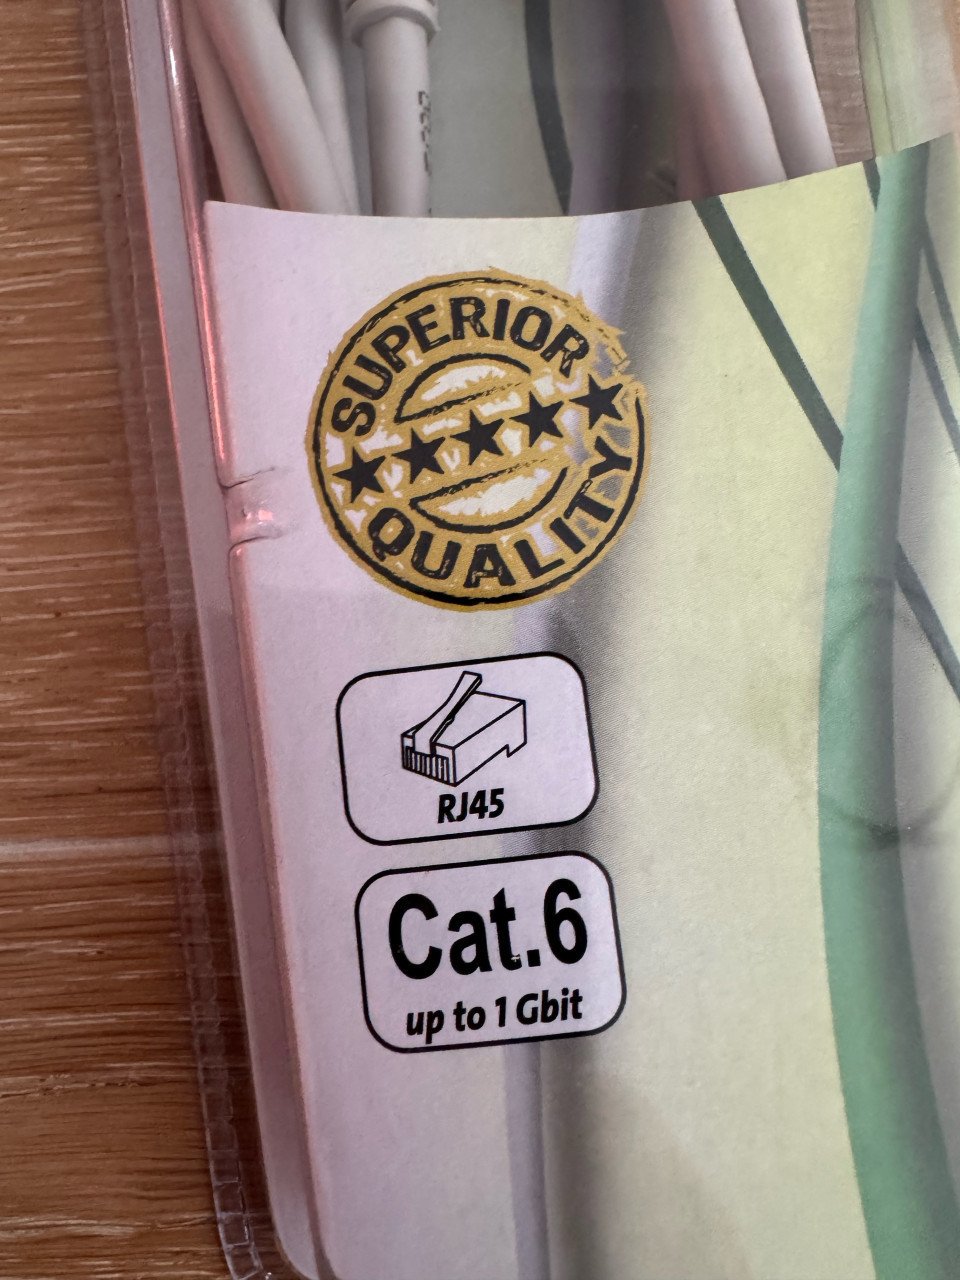 SUPERIOR
QUALITY
RJ45
Cat.6
up to 1 Gbit